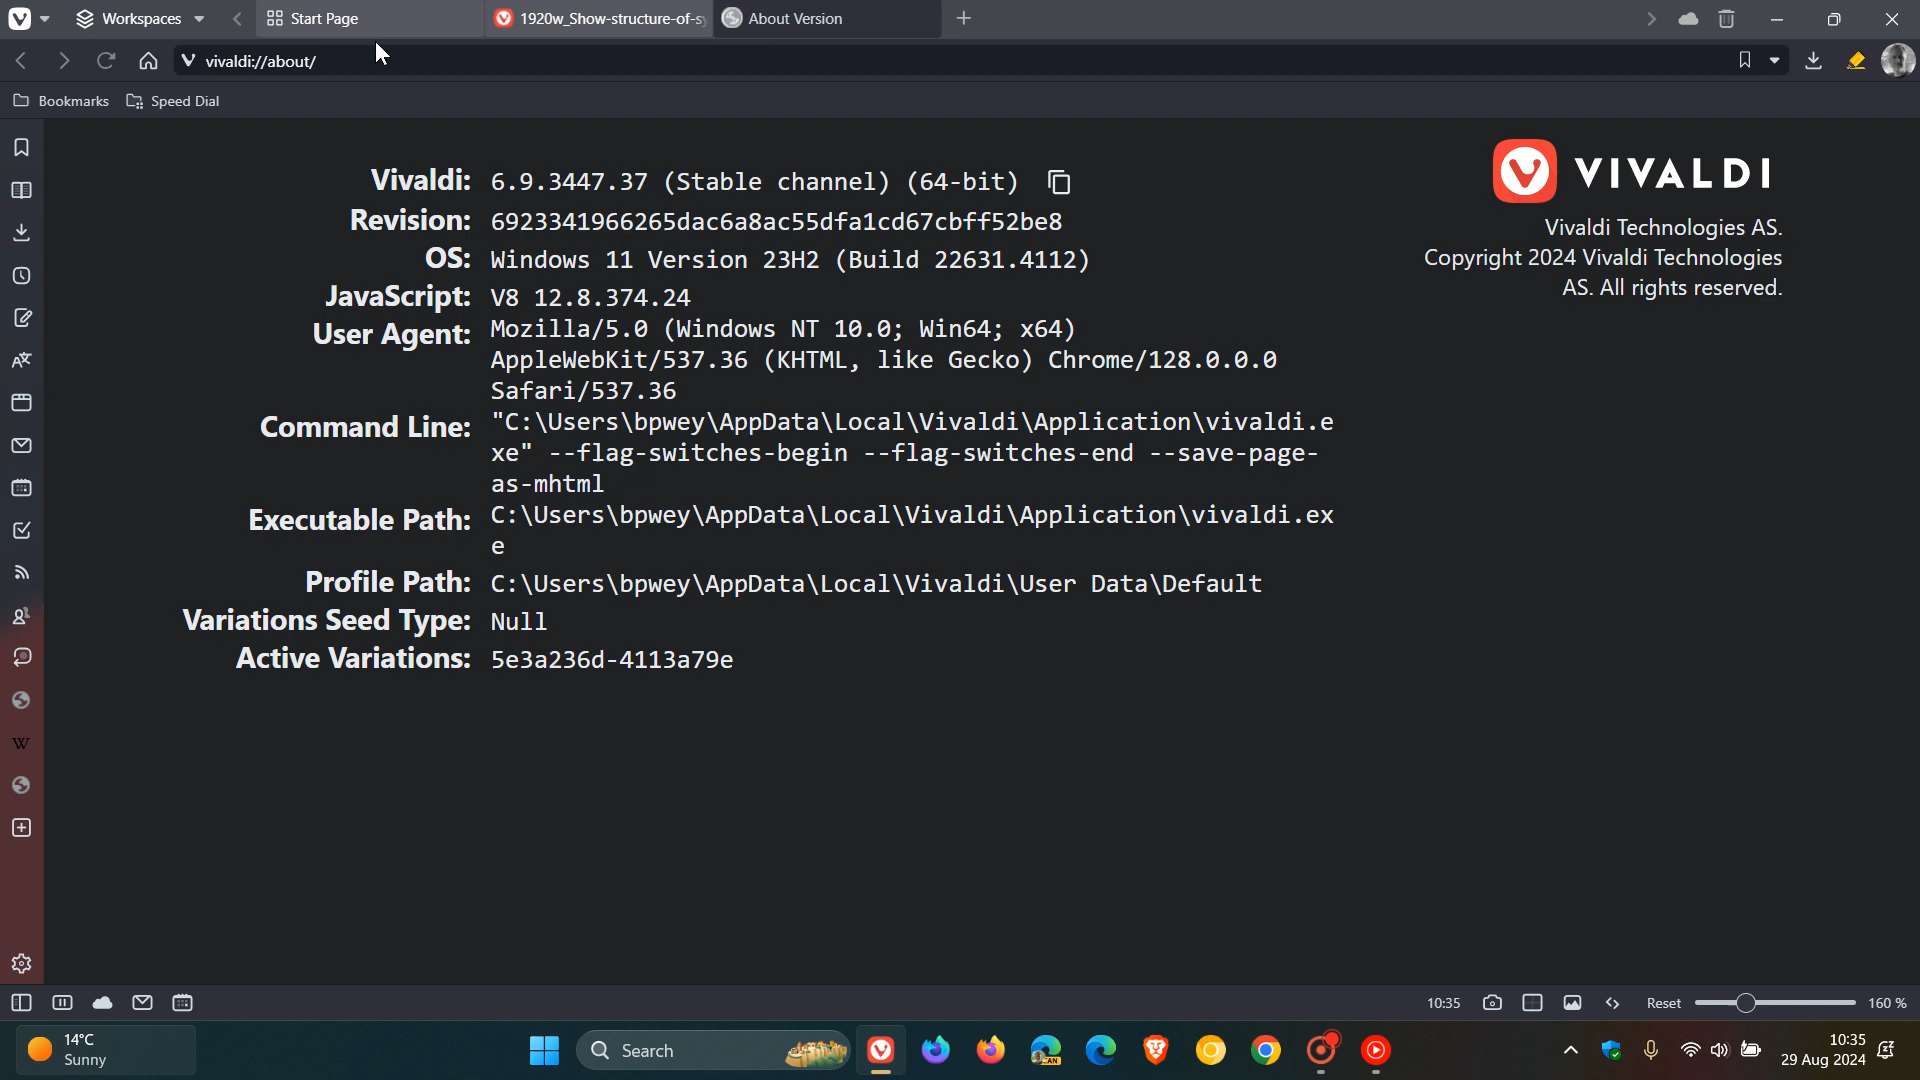 Workspaces
Start Page
1920w_Show-structure-of-sy
About Version
vivaldi://about/
Bookmarks
Speed Dial
VIVALDI
Vivaldi Technologies AS.
Copyright 2024 Vivaldi Technologies
AS. All rights reserved.
Vivaldi: 6.9.3447.37 (Stable channel) (64-bit)
Revision: 6923341966265dac6a8ac55dfa1cd67cbff52be8
OS: Windows 11 Version 23H2 (Build 22631.4112)
JavaScript: V8 12.8.374.24
User Agent: Mozilla/5.0 (Windows NT 10.0; Win64; x64)
AppleWebKit/537.36 (KHTML, like Gecko) Chrome/128.0.0.0
Safari/537.36
Command Line: "C:\Users\bpwey\AppData\Local\Vivaldi\Application\vivaldi.e
xe" --flag-switches-begin --flag-switches-end --save-page-
as-mhtml
Executable Path: C:\Users\bpwey\AppData\Local\Vivaldi\Application\vivaldi.ex
e
Profile Path: C:\Users\bpwey\AppData\Local\Vivaldi\User Data\Default
Variations Seed Type: Null
Active Variations: 5e3a236d-4113a79e
W
10:35
Reset
160 %
14°C
Sunny
Search
CAN
10:35
29 Aug 2024